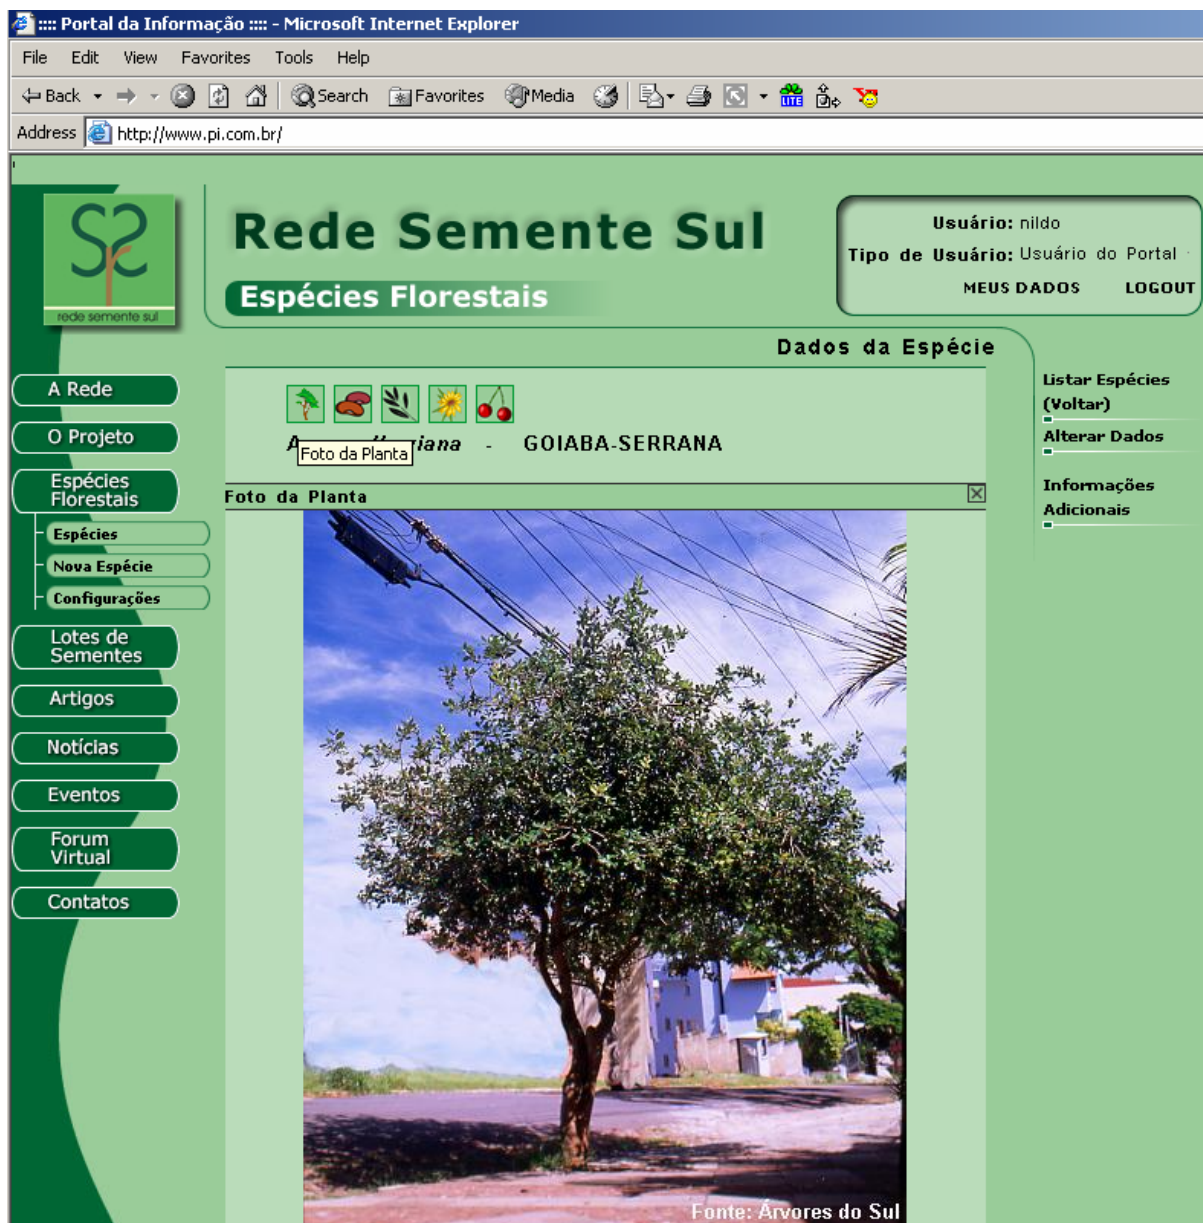 :::: Portal da Informação :::: - Microsoft Internet Explorer
File Edit View Favorites Tools Help
Back Search Favorites Media LITE
Address http://www.pi.com.br/
rede semente sul
Rede Semente Sul
Espécies Florestais
Usuário: nildo
Tipo de Usuário: Usuário do Portal
MEUS DADOS LOGOUT
Dados da Espécie
A Rede
O Projeto
Espécies
Florestais
Espécies
Nova Espécie
Configurações
Lotes de
Sementes
Artigos
Notícias
Eventos
Forum
Virtual
Contatos
- GOIABA-SERRANA
Foto da Planta
Foto da Planta
Fonte: Árvores do Sul
Listar Espécies
(Voltar)
Alterar Dados
Informações
Adicionais